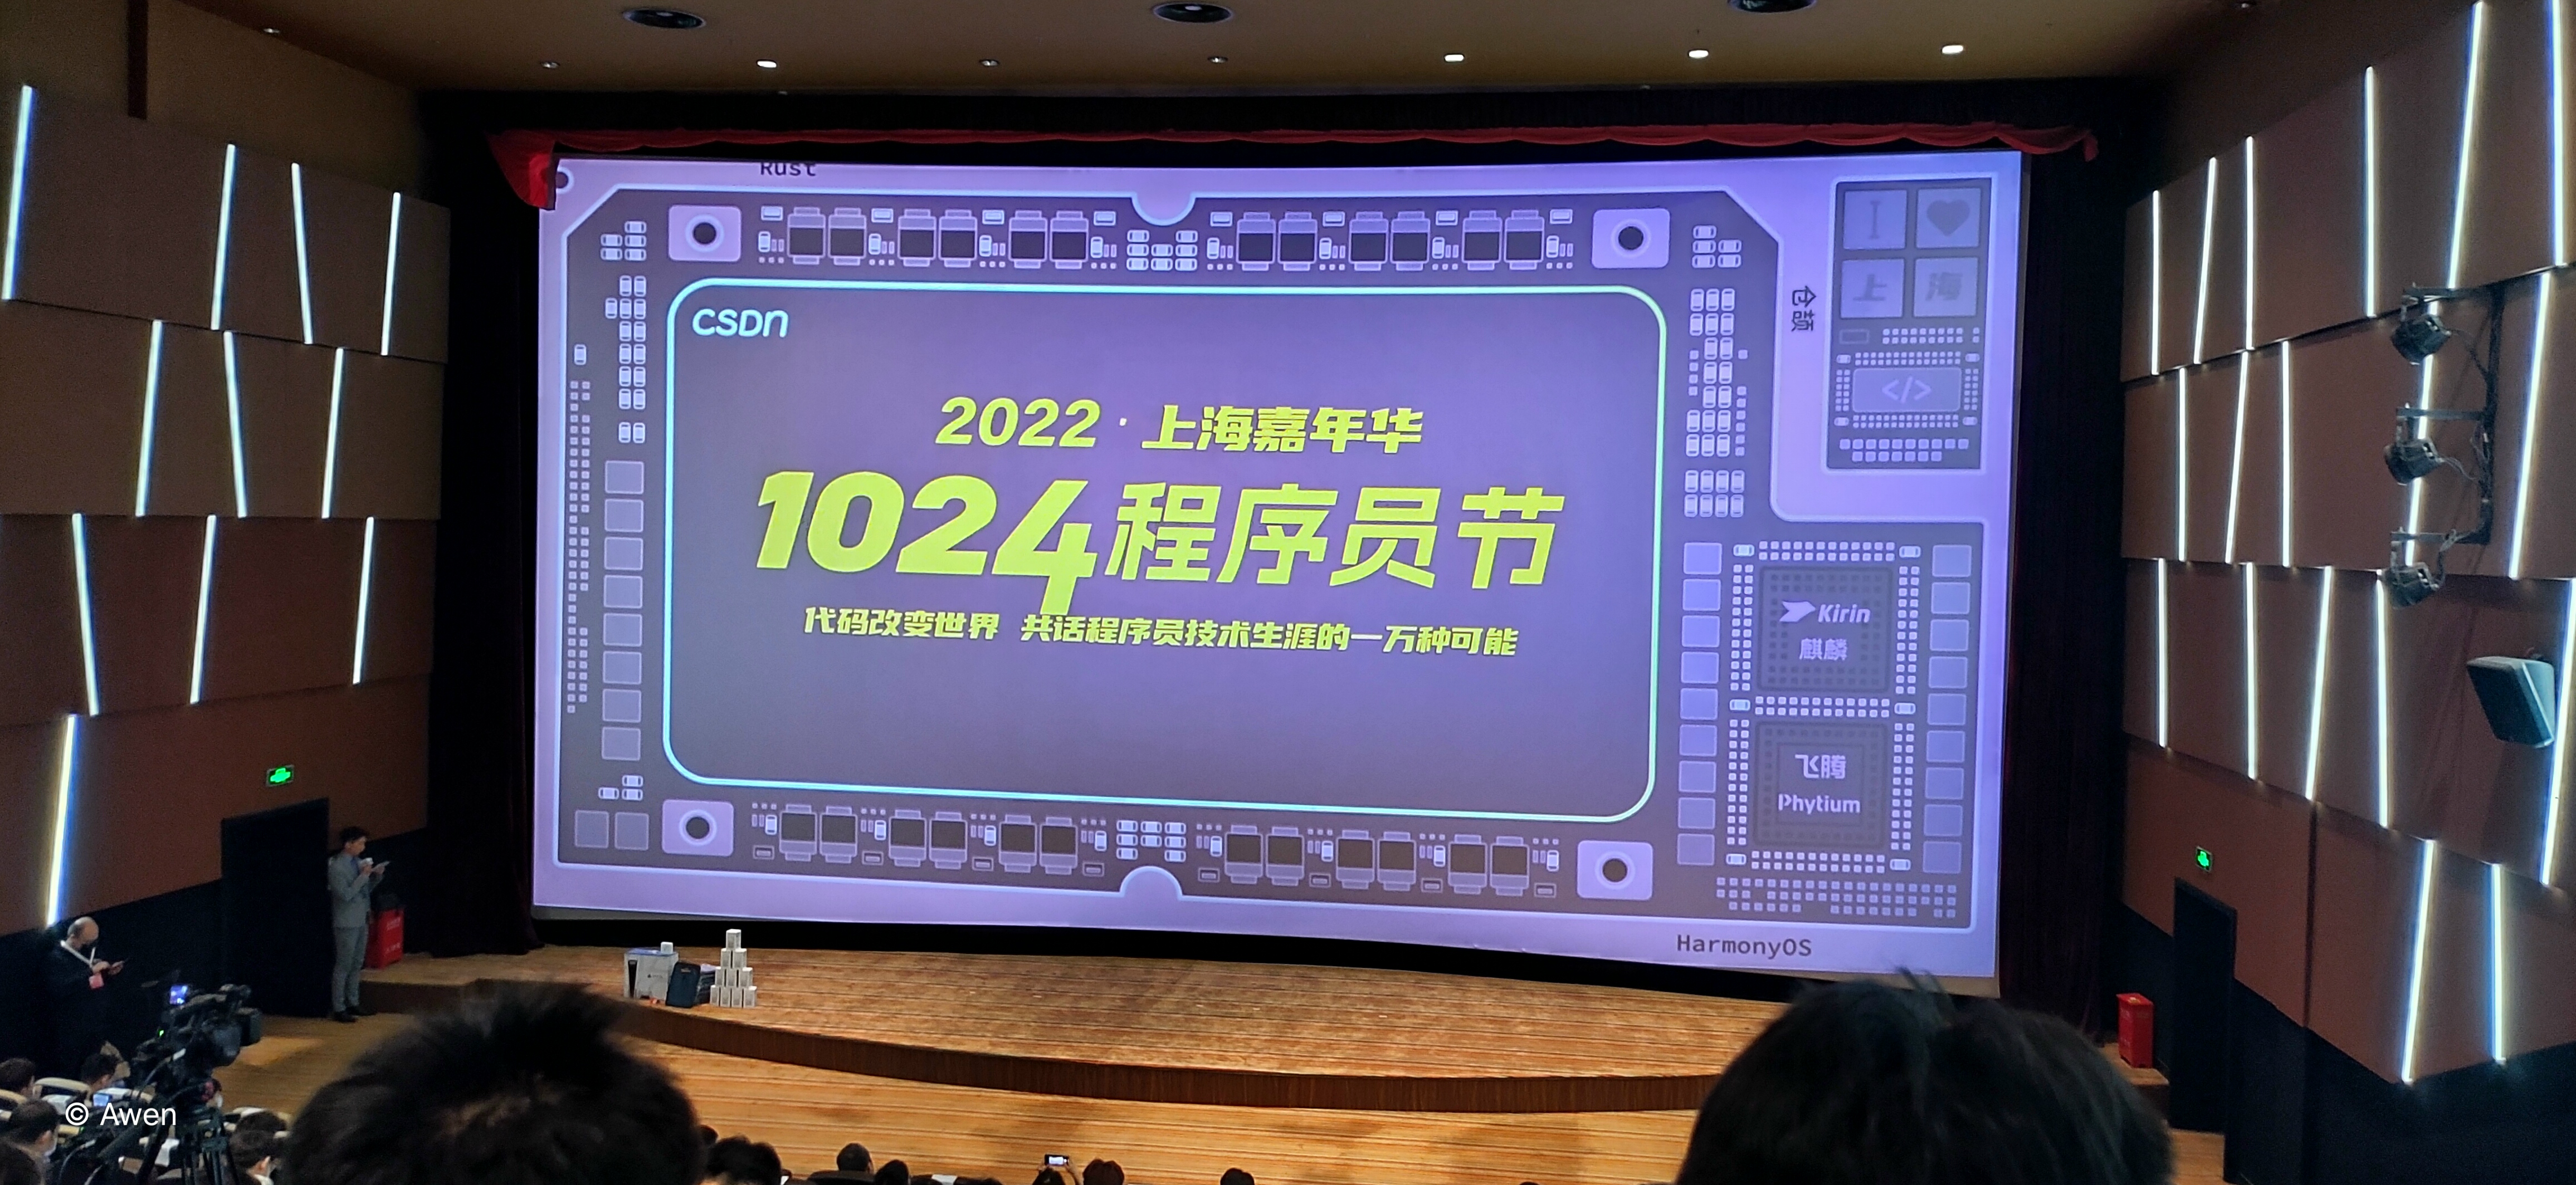 Rust
I
上 海
仓颉
</>
CSDN
2022 · 上海嘉年华
1024程序员节
代码改变世界 共话程序员技术生涯的一万种可能
Kirin
麒麟
飞腾
Phytium
HarmonyOS
© Awen